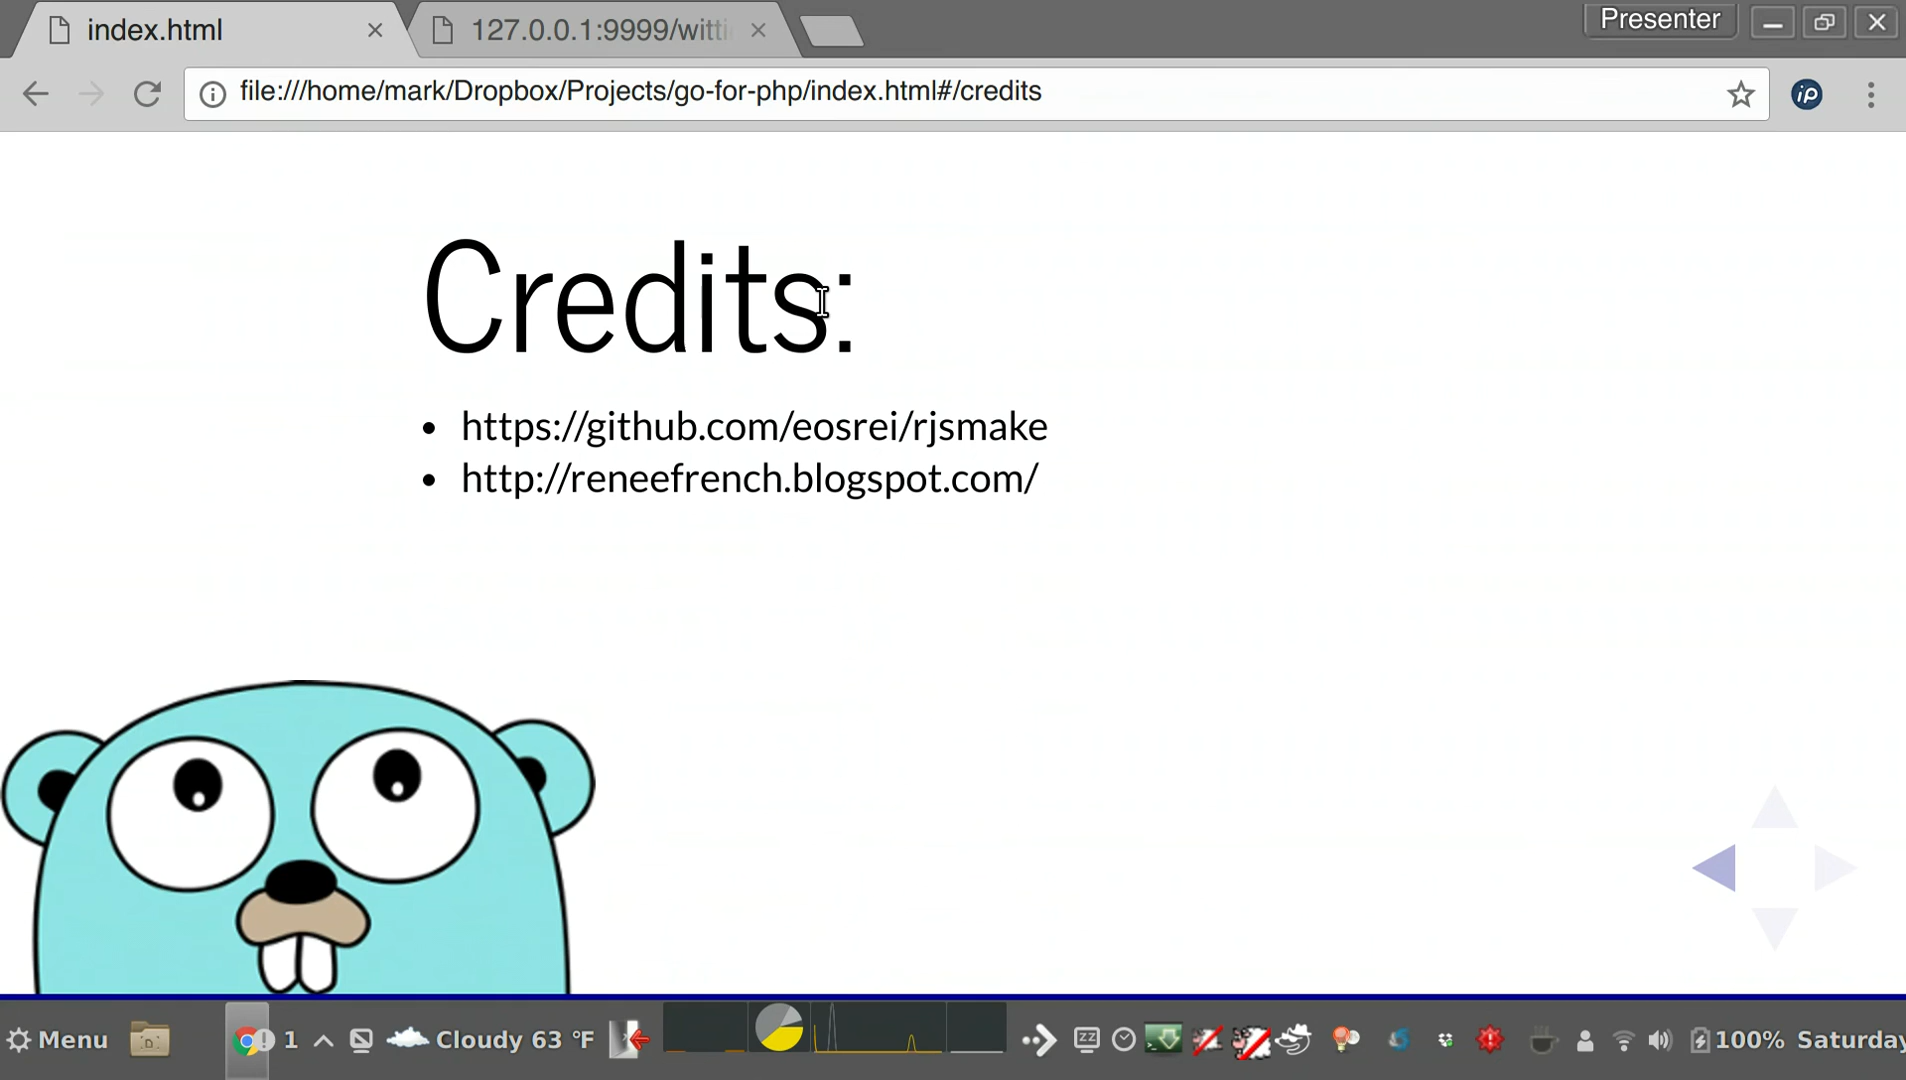 index.html
127.0.0.1:9999/witti
Presenter
file:///home/mark/Dropbox/Projects/go-for-php/index.html#/credits
Credits:
• https://github.com/eosrei/rjsmake
• http://reneefrench.blogspot.com/
Menu 1 Cloudy 63 °F zz 100% Saturday